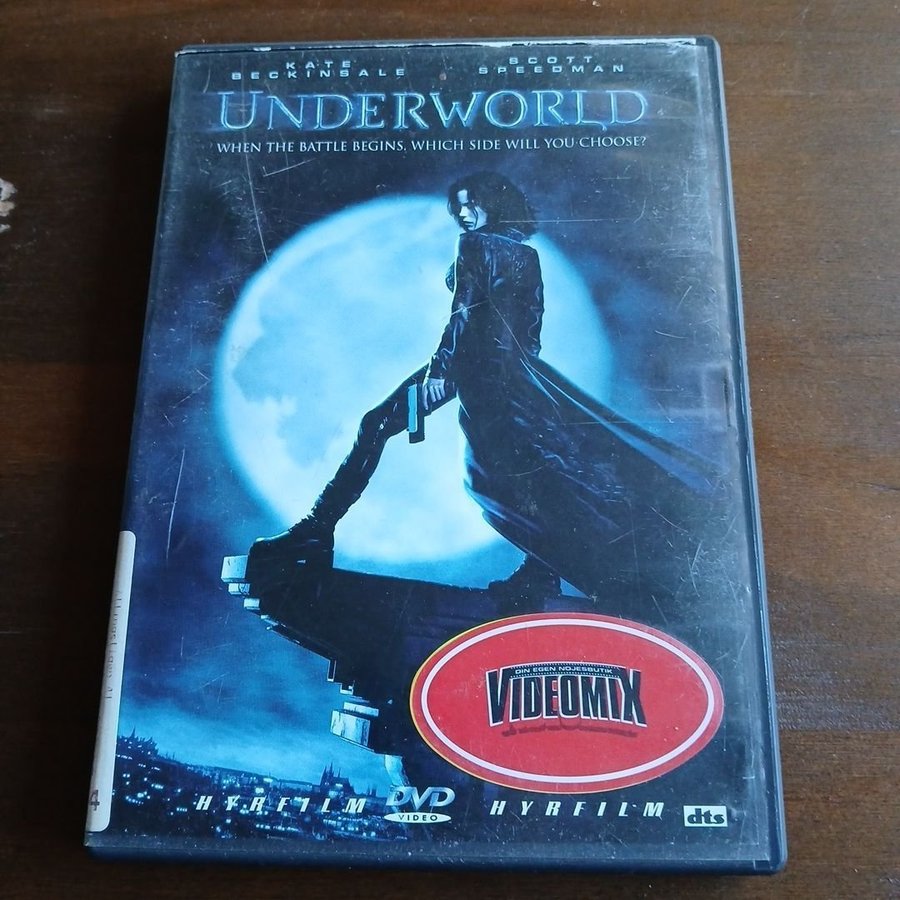 KATE BECKINSALE
SCOTT SPEEDMAN
UNDERWORLD
WHEN THE BATTLE BEGINS, WHICH SIDE WILL YOU CHOOSE?
DIN EGEN NÖJESBUTIK
VIDEOMIX
HYRFILM
DVD
VIDEO
HYRFILM
dts
4